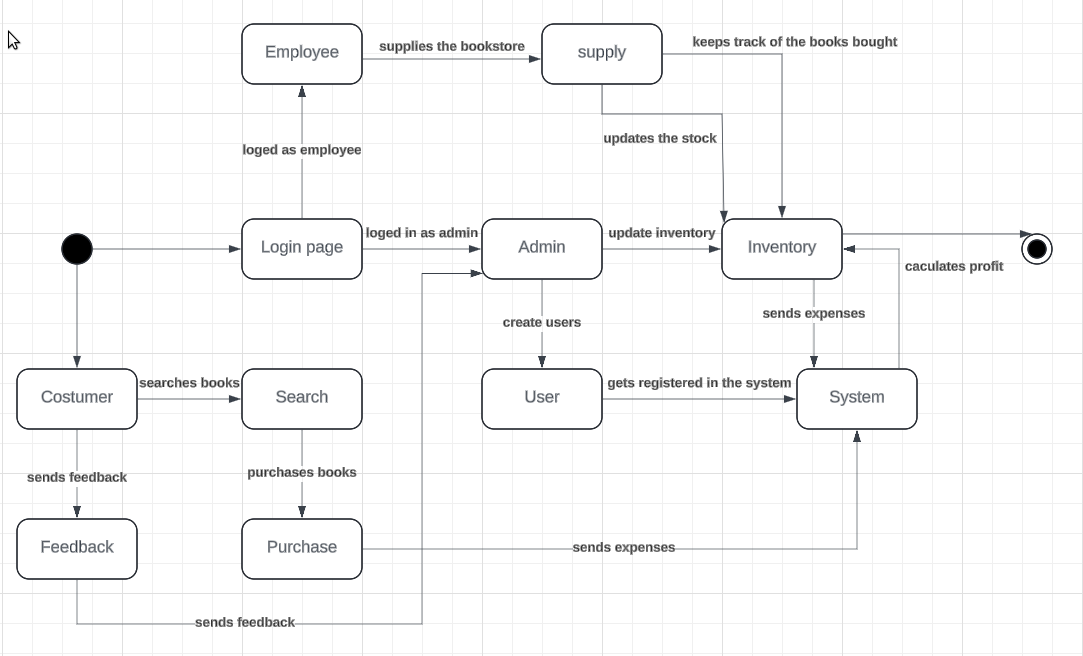 supplies the bookstore
keeps track of the books bought
Employee
supply
updates the stock
loged as employee
loged in as admin
update inventory
Login page
Admin
Inventory
caculates profit
create users
sends expenses
searches books
gets registered in the system
Costumer
Search
User
System
sends feedback
purchases books
Feedback
Purchase
sends expenses
sends feedback